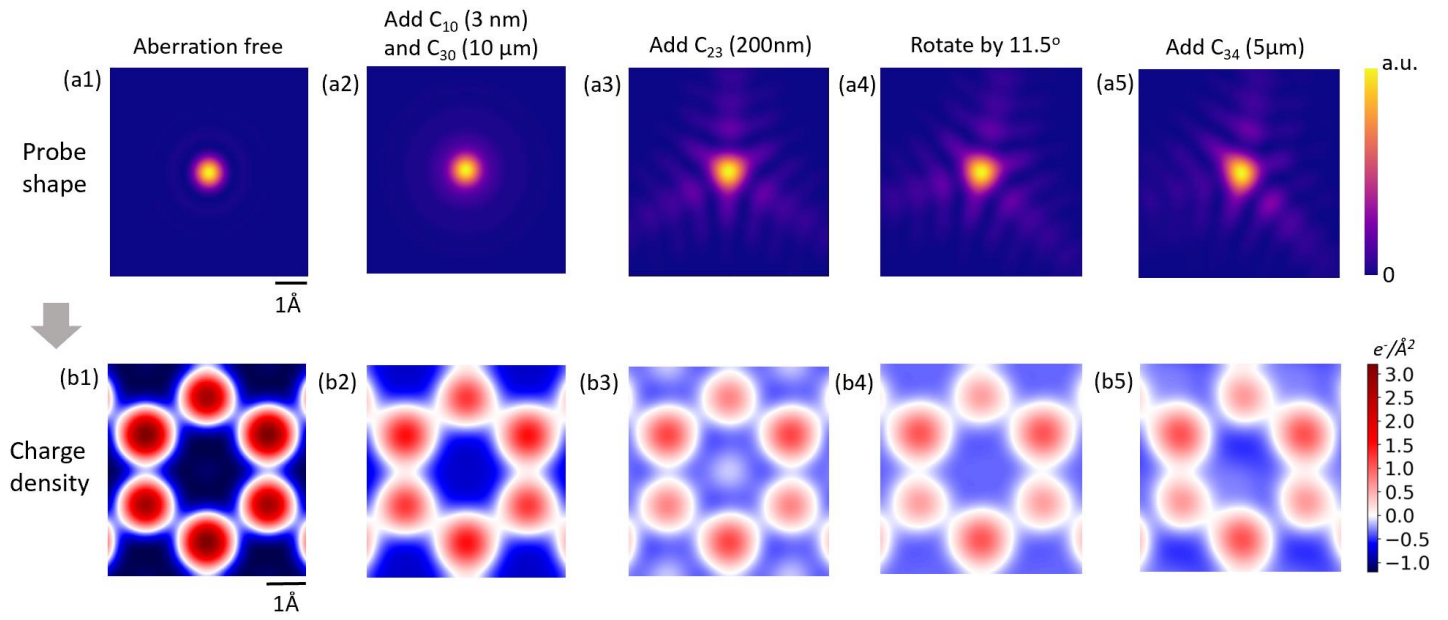 Aberration free
Add C10 (3 nm)
and C30 (10 μm)
Add C23 (200nm)
Rotate by 11.5o
Add C34 (5μm)
(a1)
(a2)
(a3)
(a4)
(a5)
a.u.
0
Probe
shape
1Å
(b1)
(b2)
(b3)
(b4)
(b5)
e-/Å2
3.0
2.5
2.0
1.5
1.0
0.5
0.0
−0.5
−1.0
Charge
density
1Å